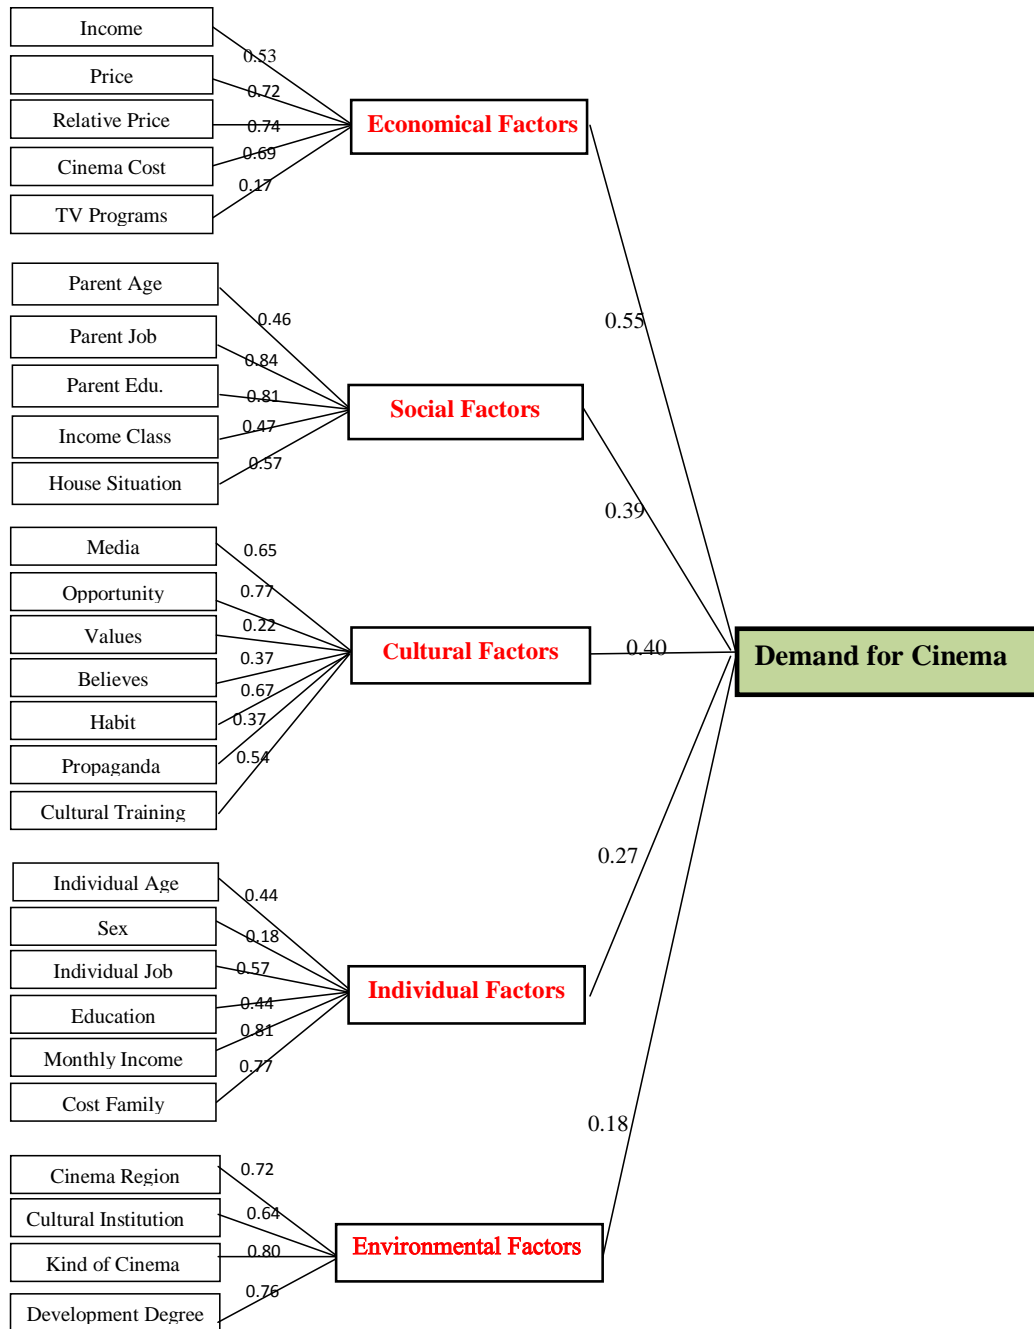 Income
0.53
Price
0.72
Relative Price
0.74
Economical Factors
Cinema Cost
0.69
TV Programs
0.17
Parent Age
0.46
0.55
Parent Job
0.84
Parent Edu.
0.81
Social Factors
Income Class
0.47
House Situation
0.57
0.39
Media
0.65
Opportunity
0.77
Values
0.22
Cultural Factors
0.40
Demand for Cinema
Believes
0.37
Habit
0.67
Propaganda
0.37
Cultural Training
0.54
0.27
Individual Age
0.44
Sex
0.18
Individual Job
0.57
Individual Factors
Education
0.44
Monthly Income
0.81
Cost Family
0.77
0.18
Cinema Region
0.72
Cultural Institution
0.64
Kind of Cinema
0.80
Environmental Factors
Development Degree
0.76